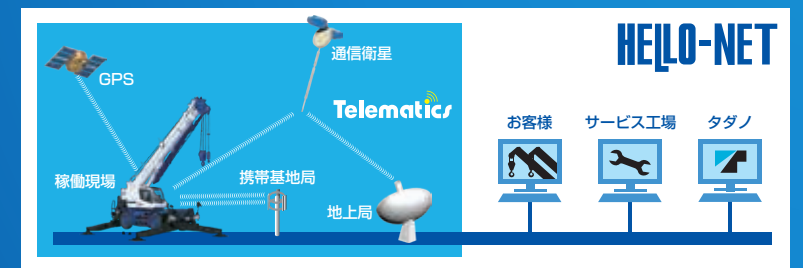 HELLO-NET
通信衛星
GPS
Telematics
お客様
サービス工場
タダノ
稼働現場
携帯基地局
地上局